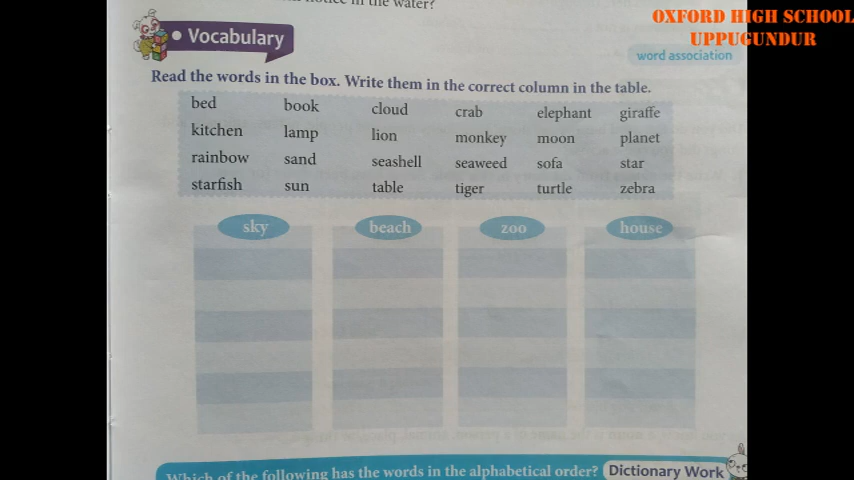 notice in the water?
OXFORD HIGH SCHOOL
UPPUGUNDUR
• Vocabulary
word association
Read the words in the box. Write them in the correct column in the table.
bed book cloud crab elephant giraffe
kitchen lamp lion monkey moon planet
rainbow sand seashell seaweed sofa star
starfish sun table tiger turtle zebra
sky beach zoo house
Which of the following has the words in the alphabetical order? Dictionary Work